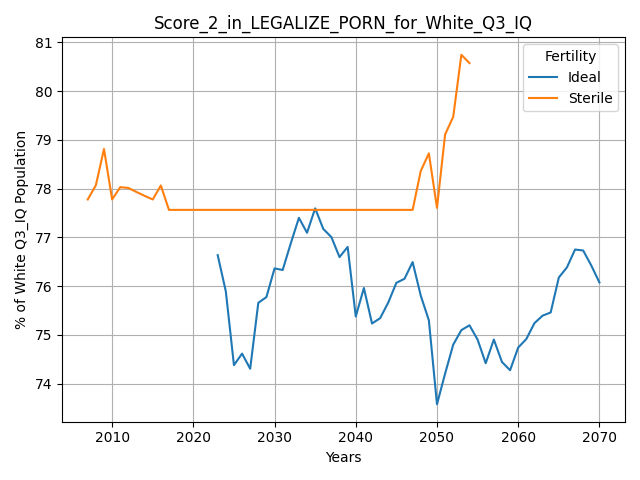 Score_2_in_LEGALIZE_PORN_for_White_Q3_IQ
81
80
79
78
77
76
75
74
% of White Q3_IQ Population
Fertility
Ideal
Sterile
2010
2020
2030
2040
2050
2060
2070
Years